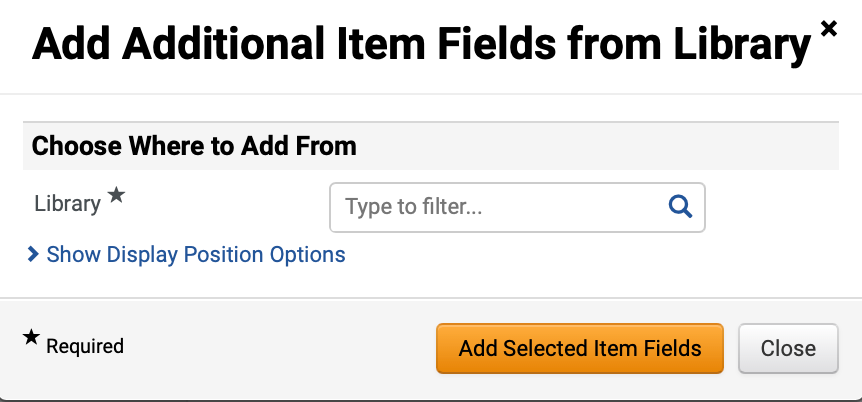 Add Additional Item Fields from Library ×
Choose Where to Add From
Library ★
Type to filter...
Show Display Position Options
★ Required
Add Selected Item Fields
Close